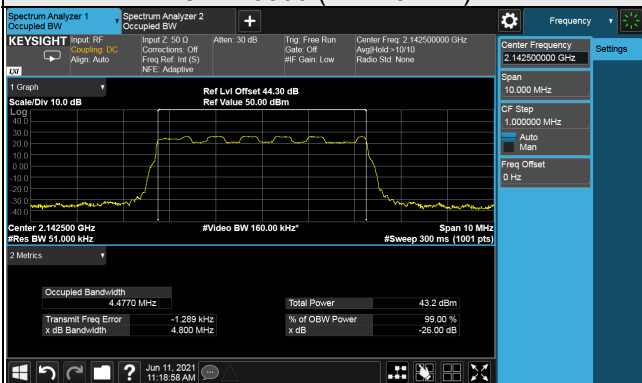 Spectrum Analyzer 1
Occupied BW
Spectrum Analyzer 2
Occupied BW
Frequency
KEYSIGHT
Input: RF
Coupling: DC
Align: Auto
Input Z: 50 Ω
Corrections: Off
Freq Ref: Int (S)
NFE: Adaptive
Atten: 30 dB
Trig: Free Run
Gate: Off
#IF Gain: Low
Center Freq: 2.142500000 GHz
Avg|Hold:>10/10
Radio Std: None
LXI
Center Frequency
2.142500000 GHz
Settings
Span
10.000 MHz
CF Step
1.000000 MHz
Auto
Man
Freq Offset
0 Hz
1 Graph
Scale/Div 10.0 dB
Ref Lvl Offset 44.30 dB
Ref Value 50.00 dBm
Log
40.0
30.0
20.0
10.0
0.00
-10.0
-20.0
-30.0
-40.0
Center 2.142500 GHz
#Video BW 160.00 kHz*
Span 10 MHz
#Res BW 51.000 kHz
#Sweep 300 ms (1001 pts)
2 Metrics
Occupied Bandwidth
4.4770 MHz
Total Power 43.2 dBm
Transmit Freq Error -1.289 kHz
% of OBW Power 99.00 %
x dB Bandwidth 4.800 MHz
x dB -26.00 dB
Jun 11, 2021
11:18:58 AM